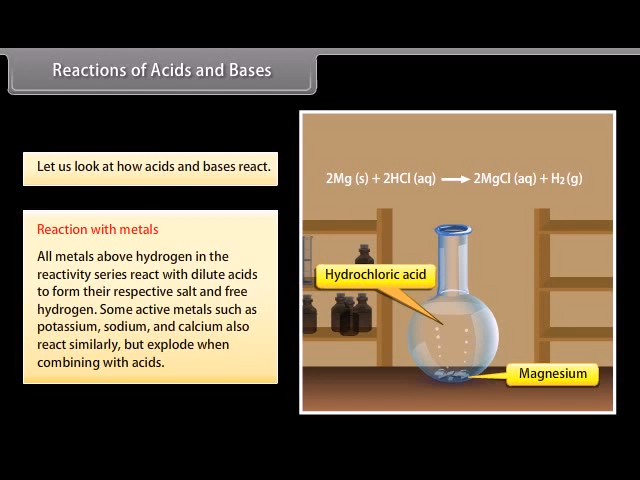 Reactions of Acids and Bases
Let us look at how acids and bases react.
2Mg (s) + 2HCl (aq) ⟶ 2MgCl (aq) + H₂ (g)
Reaction with metals
All metals above hydrogen in the
reactivity series react with dilute acids
to form their respective salt and free
hydrogen. Some active metals such as
potassium, sodium, and calcium also
react similarly, but explode when
combining with acids.
Hydrochloric acid
Magnesium